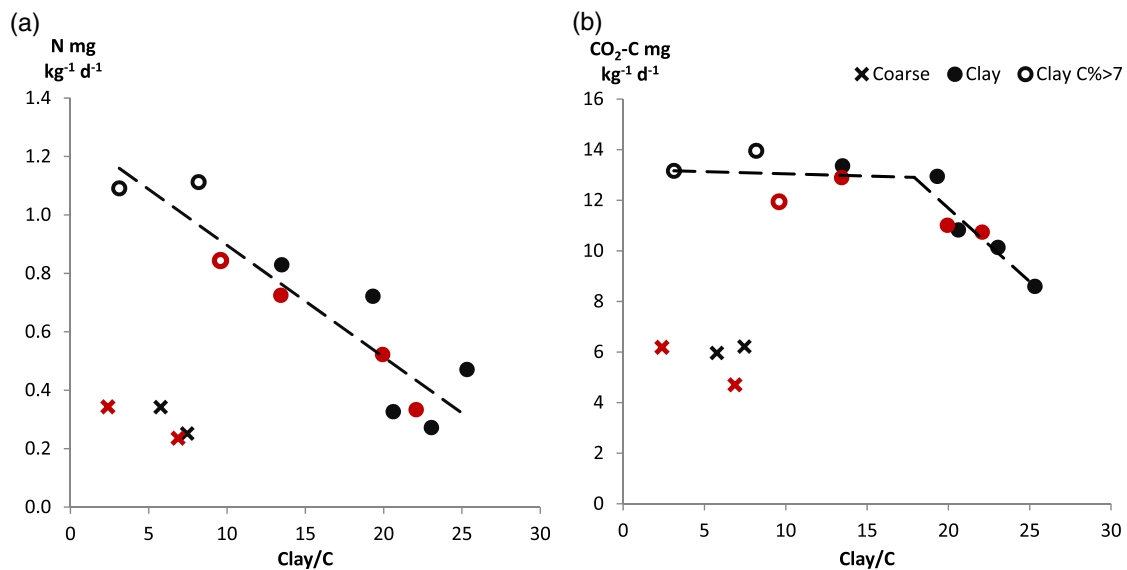 (a)
N mg
kg⁻¹ d⁻¹
1.4
1.2
1.0
0.8
0.6
0.4
0.2
0.0
0 5 10 15 20 25 30
Clay/C
(b)
CO₂-C mg
kg⁻¹ d⁻¹
Coarse Clay Clay C%>7
16
14
12
10
8
6
4
2
0
0 5 10 15 20 25 30
Clay/C